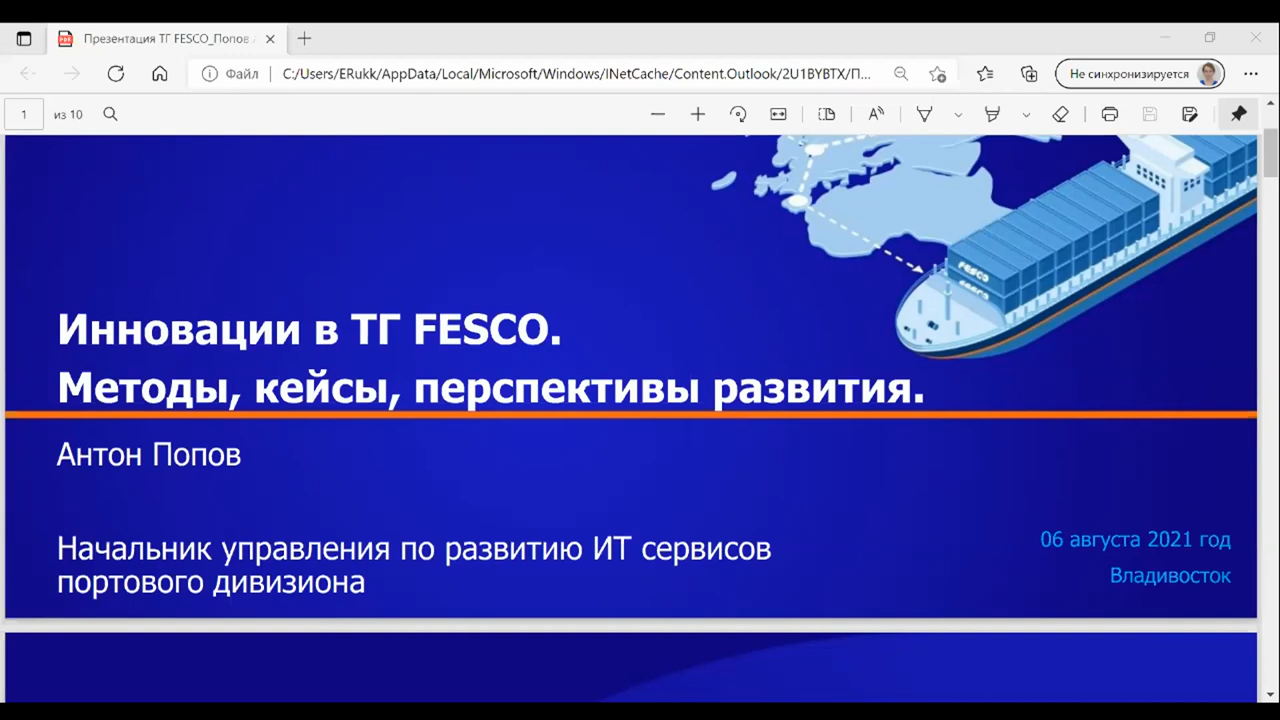 Презентация ТГ FESCO_Попов
Файл
C:/Users/ERukk/AppData/Local/Microsoft/Windows/INetCache/Content.Outlook/2U1BYBTX/П...
Не синхронизируется
1 из 10
FESCO
FESCO
Инновации в ТГ FESCO.
Методы, кейсы, перспективы развития.
Антон Попов
Начальник управления по развитию ИТ сервисов
портового дивизиона
06 августа 2021 год
Владивосток